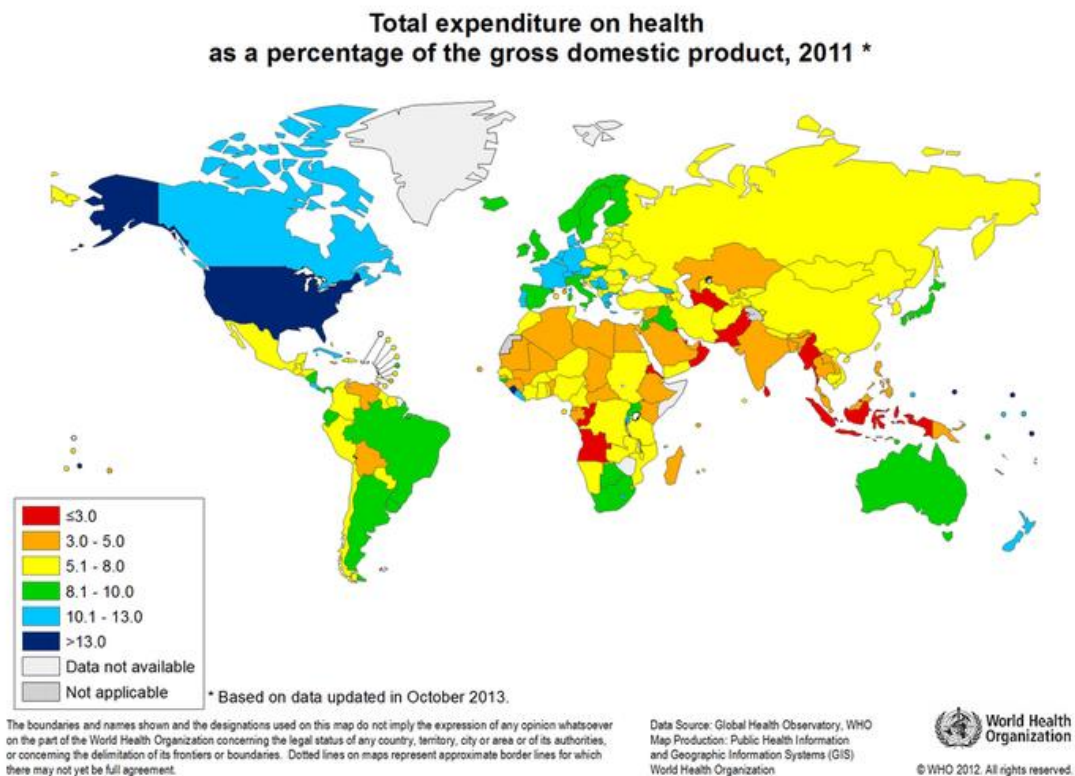 Total expenditure on health
as a percentage of the gross domestic product, 2011 *
≤3.0
3.0 - 5.0
5.1 - 8.0
8.1 - 10.0
10.1 - 13.0
>13.0
Data not available
Not applicable
* Based on data updated in October 2013.
The boundaries and names shown and the designations used on this map do not imply the expression of any opinion whatsoever
on the part of the World Health Organization concerning the legal status of any country, territory, city or area or of its authorities,
or concerning the delimitation of its frontiers or boundaries. Dotted lines on maps represent approximate border lines for which
there may not yet be full agreement.
Data Source: Global Health Observatory, WHO
Map Production: Public Health Information
and Geographic Information Systems (GIS)
World Health Organization
World Health
Organization
© WHO 2012. All rights reserved.